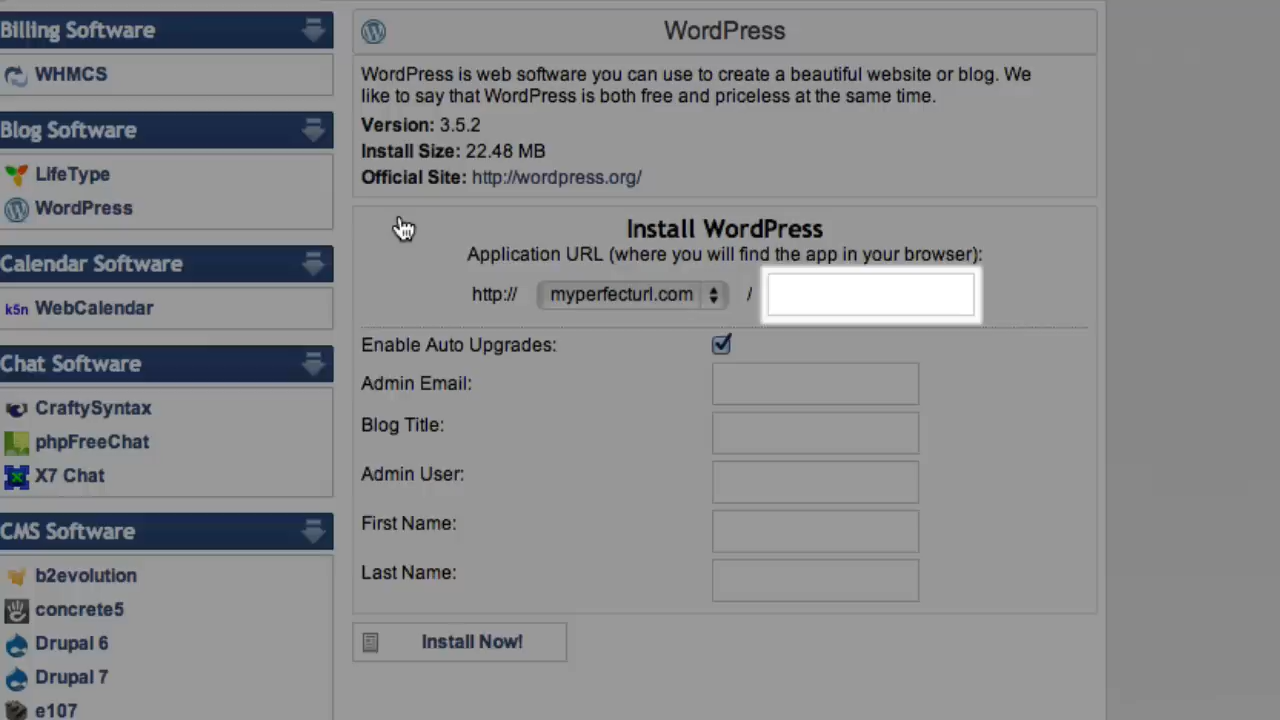 Billing Software
WHMCS
Blog Software
LifeType
WordPress
Calendar Software
k5n WebCalendar
Chat Software
CraftySyntax
phpFreeChat
X7 Chat
CMS Software
b2evolution
concrete5
Drupal 6
Drupal 7
e107
WordPress
WordPress is web software you can use to create a beautiful website or blog. We
like to say that WordPress is both free and priceless at the same time.
Version: 3.5.2
Install Size: 22.48 MB
Official Site: http://wordpress.org/
Install WordPress
Application URL (where you will find the app in your browser):
http:// myperfecturl.com /
Enable Auto Upgrades:
Admin Email:
Blog Title:
Admin User:
First Name:
Last Name:
Install Now!